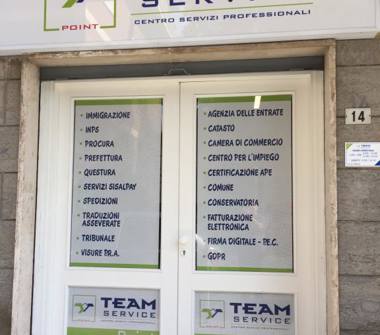 SERVICE
POINT
CENTRO SERVIZI PROFESSIONALI
• IMMIGRAZIONE
• INPS
• PROCURA
• PREFETTURA
• QUESTURA
• SERVIZI SISALPAY
• SPEDIZIONI
• TRADUZIONI
ASSEVERATE
• TRIBUNALE
• VISURE P.R.A.
• AGENZIA DELLE ENTRATE
• CATASTO
• CAMERA DI COMMERCIO
• CENTRO PER L'IMPIEGO
• CERTIFICAZIONE APE
• COMUNE
• CONSERVATORIA
• FATTURAZIONE
ELETTRONICA
• FIRMA DIGITALE - P.E.C.
• GDPR
14
TEAM
SERVICE
TEAM
SERVICE